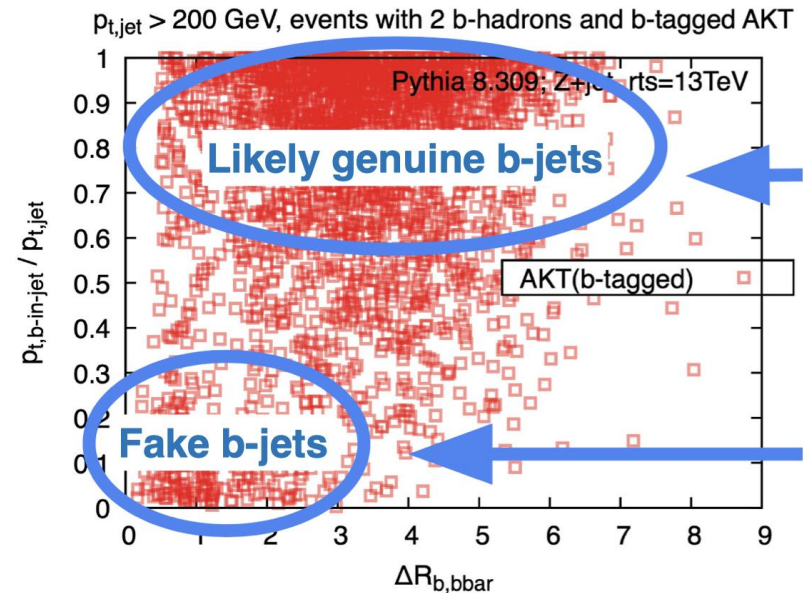 pt,jet > 200 GeV, events with 2 b-hadrons and b-tagged AKT
Pythia 8.309; Z+jet rts=13TeV
Likely genuine b-jets
AKT(b-tagged)
Fake b-jets
pt,b-in-jet / pt,jet
1
0.9
0.8
0.7
0.6
0.5
0.4
0.3
0.2
0.1
0
0 1 2 3 4 5 6 7 8 9
ΔRb,bbar